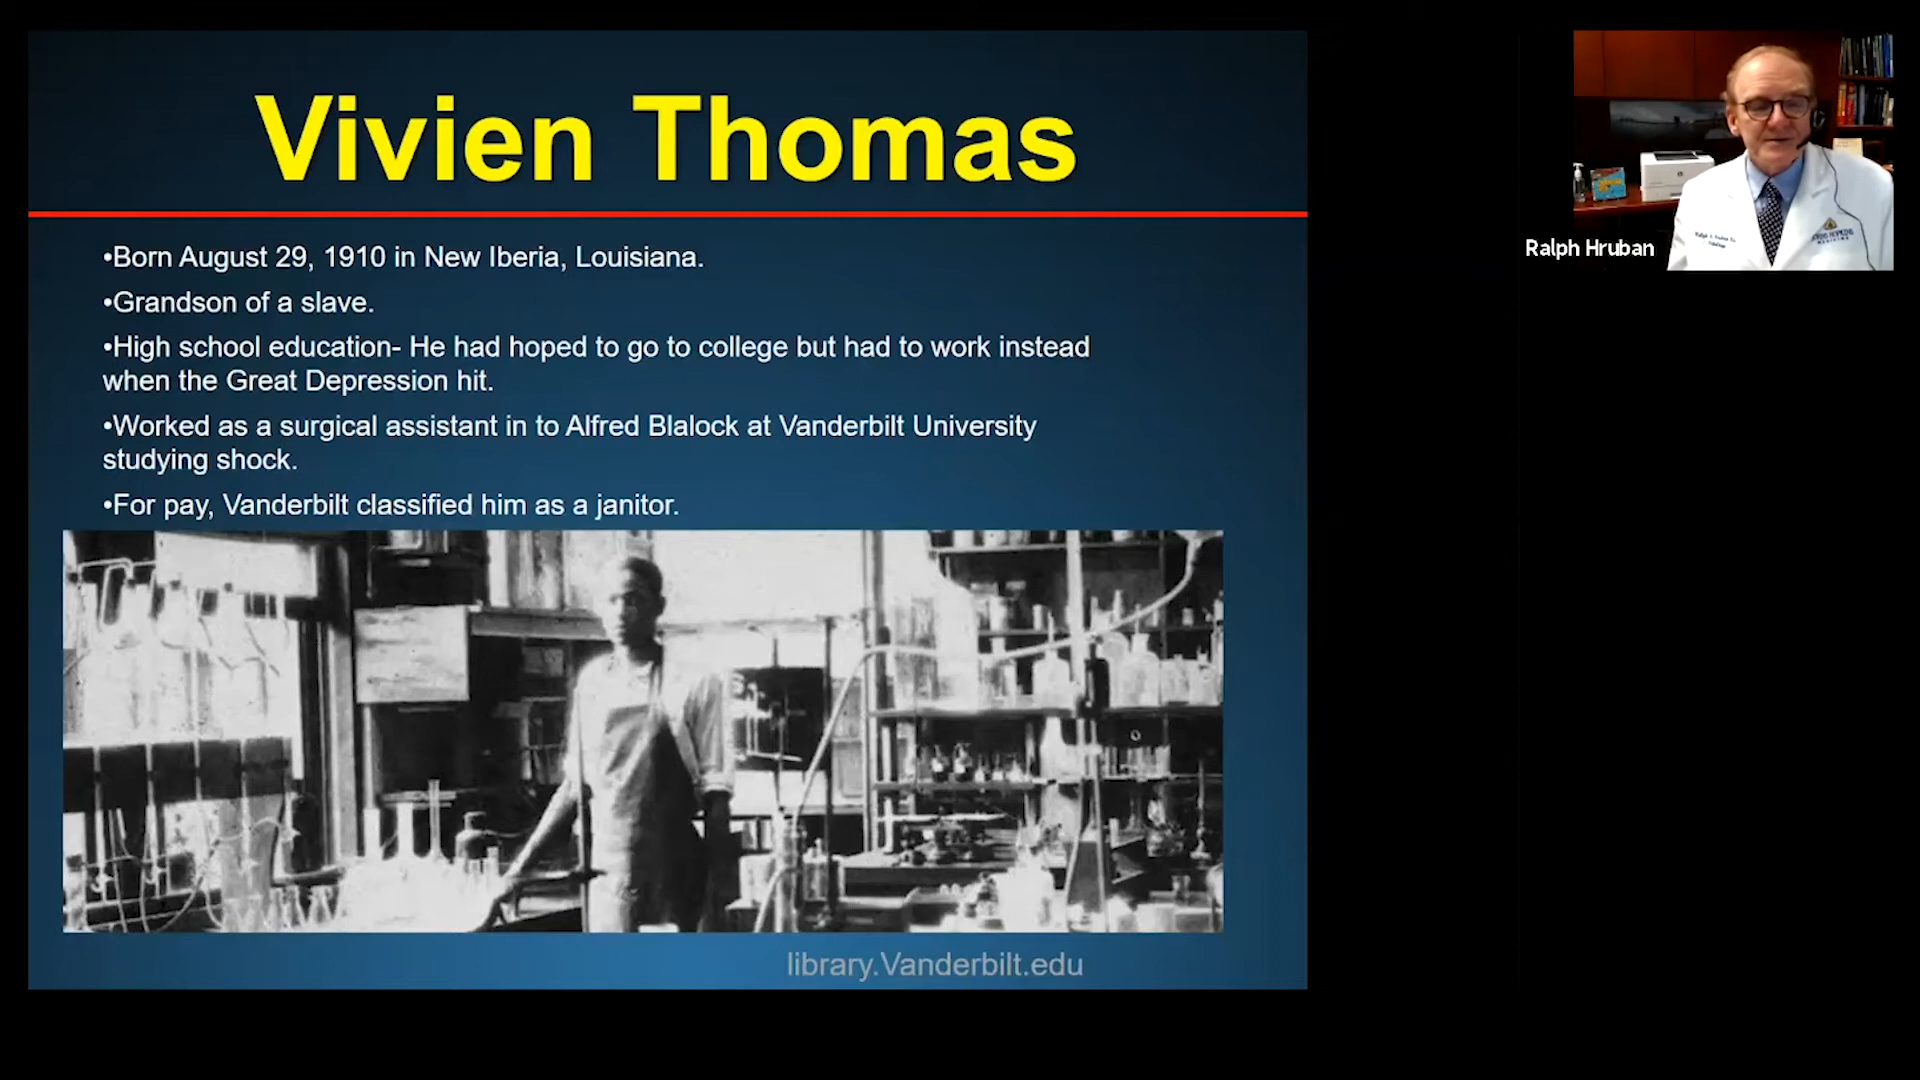 Vivien Thomas
•Born August 29, 1910 in New Iberia, Louisiana.
•Grandson of a slave.
•High school education- He had hoped to go to college but had to work instead
when the Great Depression hit.
•Worked as a surgical assistant in to Alfred Blalock at Vanderbilt University
studying shock.
•For pay, Vanderbilt classified him as a janitor.
library.Vanderbilt.edu
Ralph Hruban